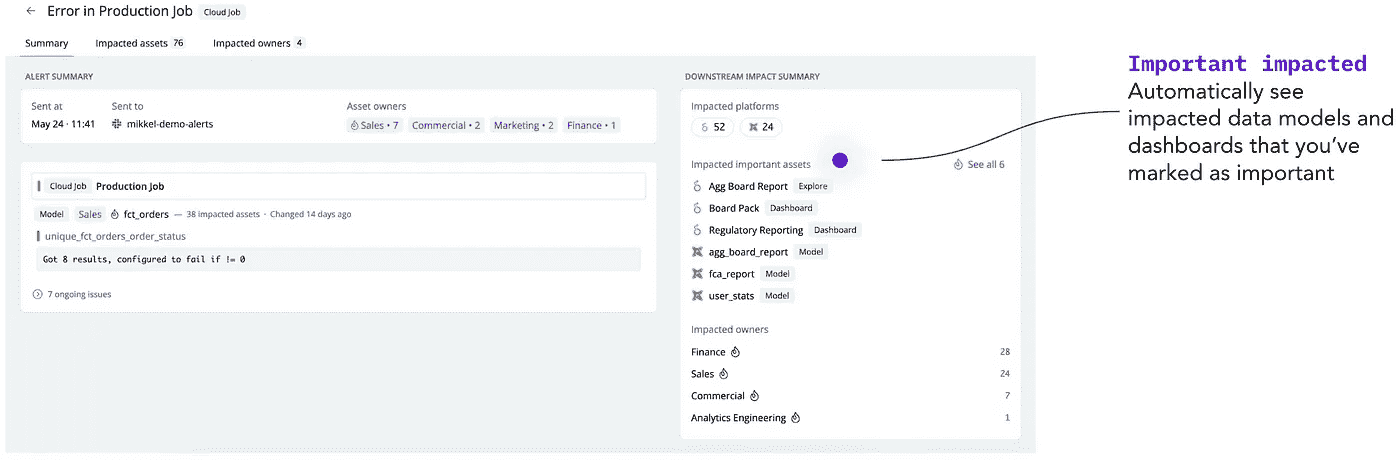 Error in Production Job Cloud Job
Summary Impacted assets 76 Impacted owners 4
ALERT SUMMARY
Sent at Sent to Asset owners
May 24 · 11:41 mikkel-demo-alerts Sales • 7 Commercial • 2 Marketing • 2 Finance • 1
Cloud Job Production Job
Model Sales fct_orders — 38 impacted assets · Changed 14 days ago
unique_fct_orders_order_status
Got 8 results, configured to fail if != 0
7 ongoing issues
DOWNSTREAM IMPACT SUMMARY
Impacted platforms
52 24
Impacted important assets See all 6
Agg Board Report Explore
Board Pack Dashboard
Regulatory Reporting Dashboard
agg_board_report Model
fca_report Model
user_stats Model
Impacted owners
Finance 28
Sales 24
Commercial 7
Analytics Engineering 1
Important impacted
Automatically see
impacted data models and
dashboards that you’ve
marked as important